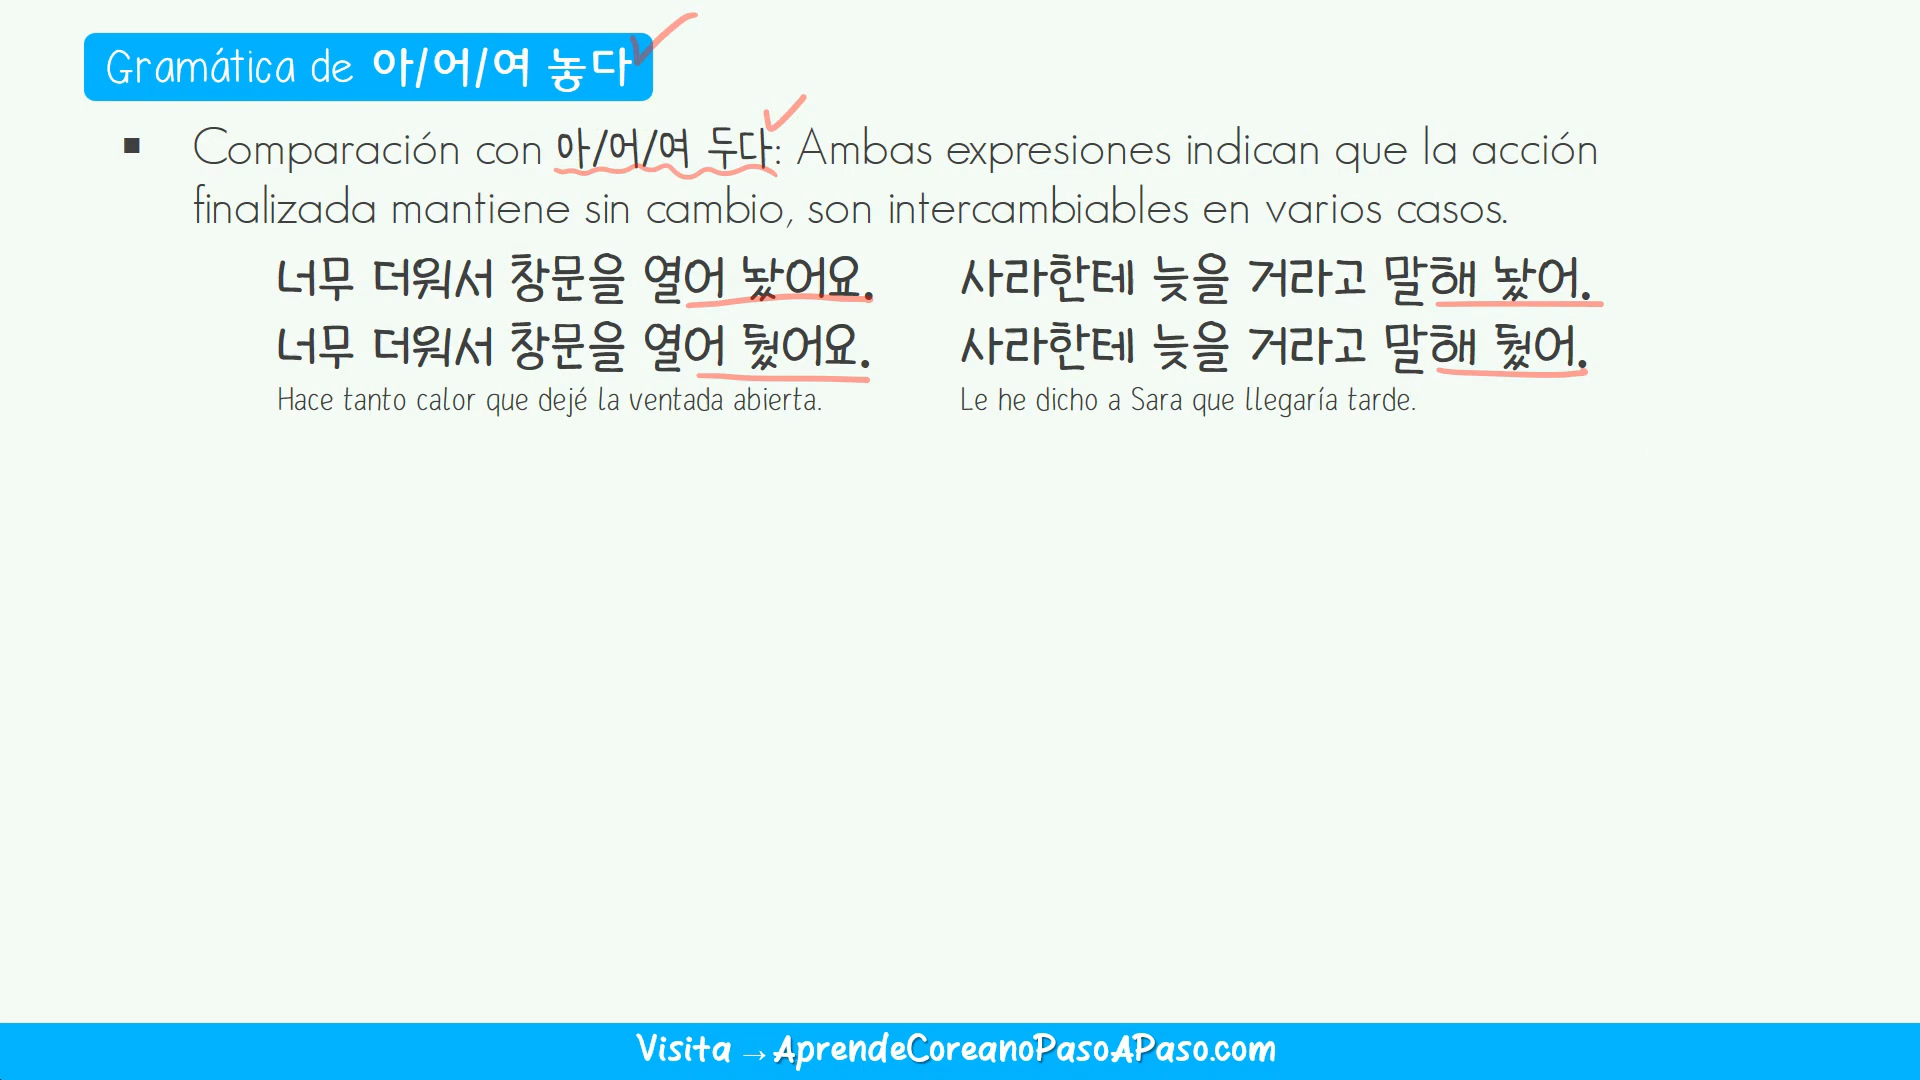 Gramática de 아/어/여 놓다
▪ Comparación con 아/어/여 두다: Ambas expresiones indican que la acción
finalizada mantiene sin cambio, son intercambiables en varios casos.
너무 더워서 창문을 열어 놨어요.
너무 더워서 창문을 열어 뒀어요.
Hace tanto calor que dejé la ventada abierta.
사라한테 늦을 거라고 말해 놨어.
사라한테 늦을 거라고 말해 뒀어.
Le he dicho a Sara que llegaría tarde.
Visita →AprendeCoreanoPasoAPaso.com